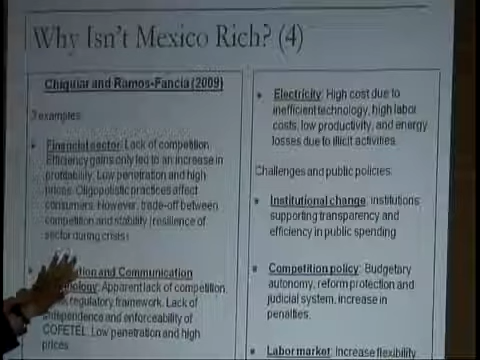 Why Isn't Mexico Rich? (4)
Chiquiar and Ramos-Francia (2009)
3 examples
Financial sector: Lack of competition.
Efficiency gains only led to an increase in
profitability. Low penetration and high
prices. Oligopolistic practices affect
consumers. However, trade-off between
competition and stability (resilience of
sector during crisis)
ation and Communication
nology: Apparent lack of competition,
regulatory framework. Lack of
independence and enforceability of
COFETEL. Low penetration and high
prices
Electricity: High cost due to
inefficient technology, high labor
costs, low productivity, and energy
losses due to illicit activities.
Challenges and public policies:
Institutional change: institutions
supporting transparency and
efficiency in public spending
Competition policy: Budgetary
autonomy, reform protection and
judicial system, increase in
penalties.
Labor market: Increase flexibility